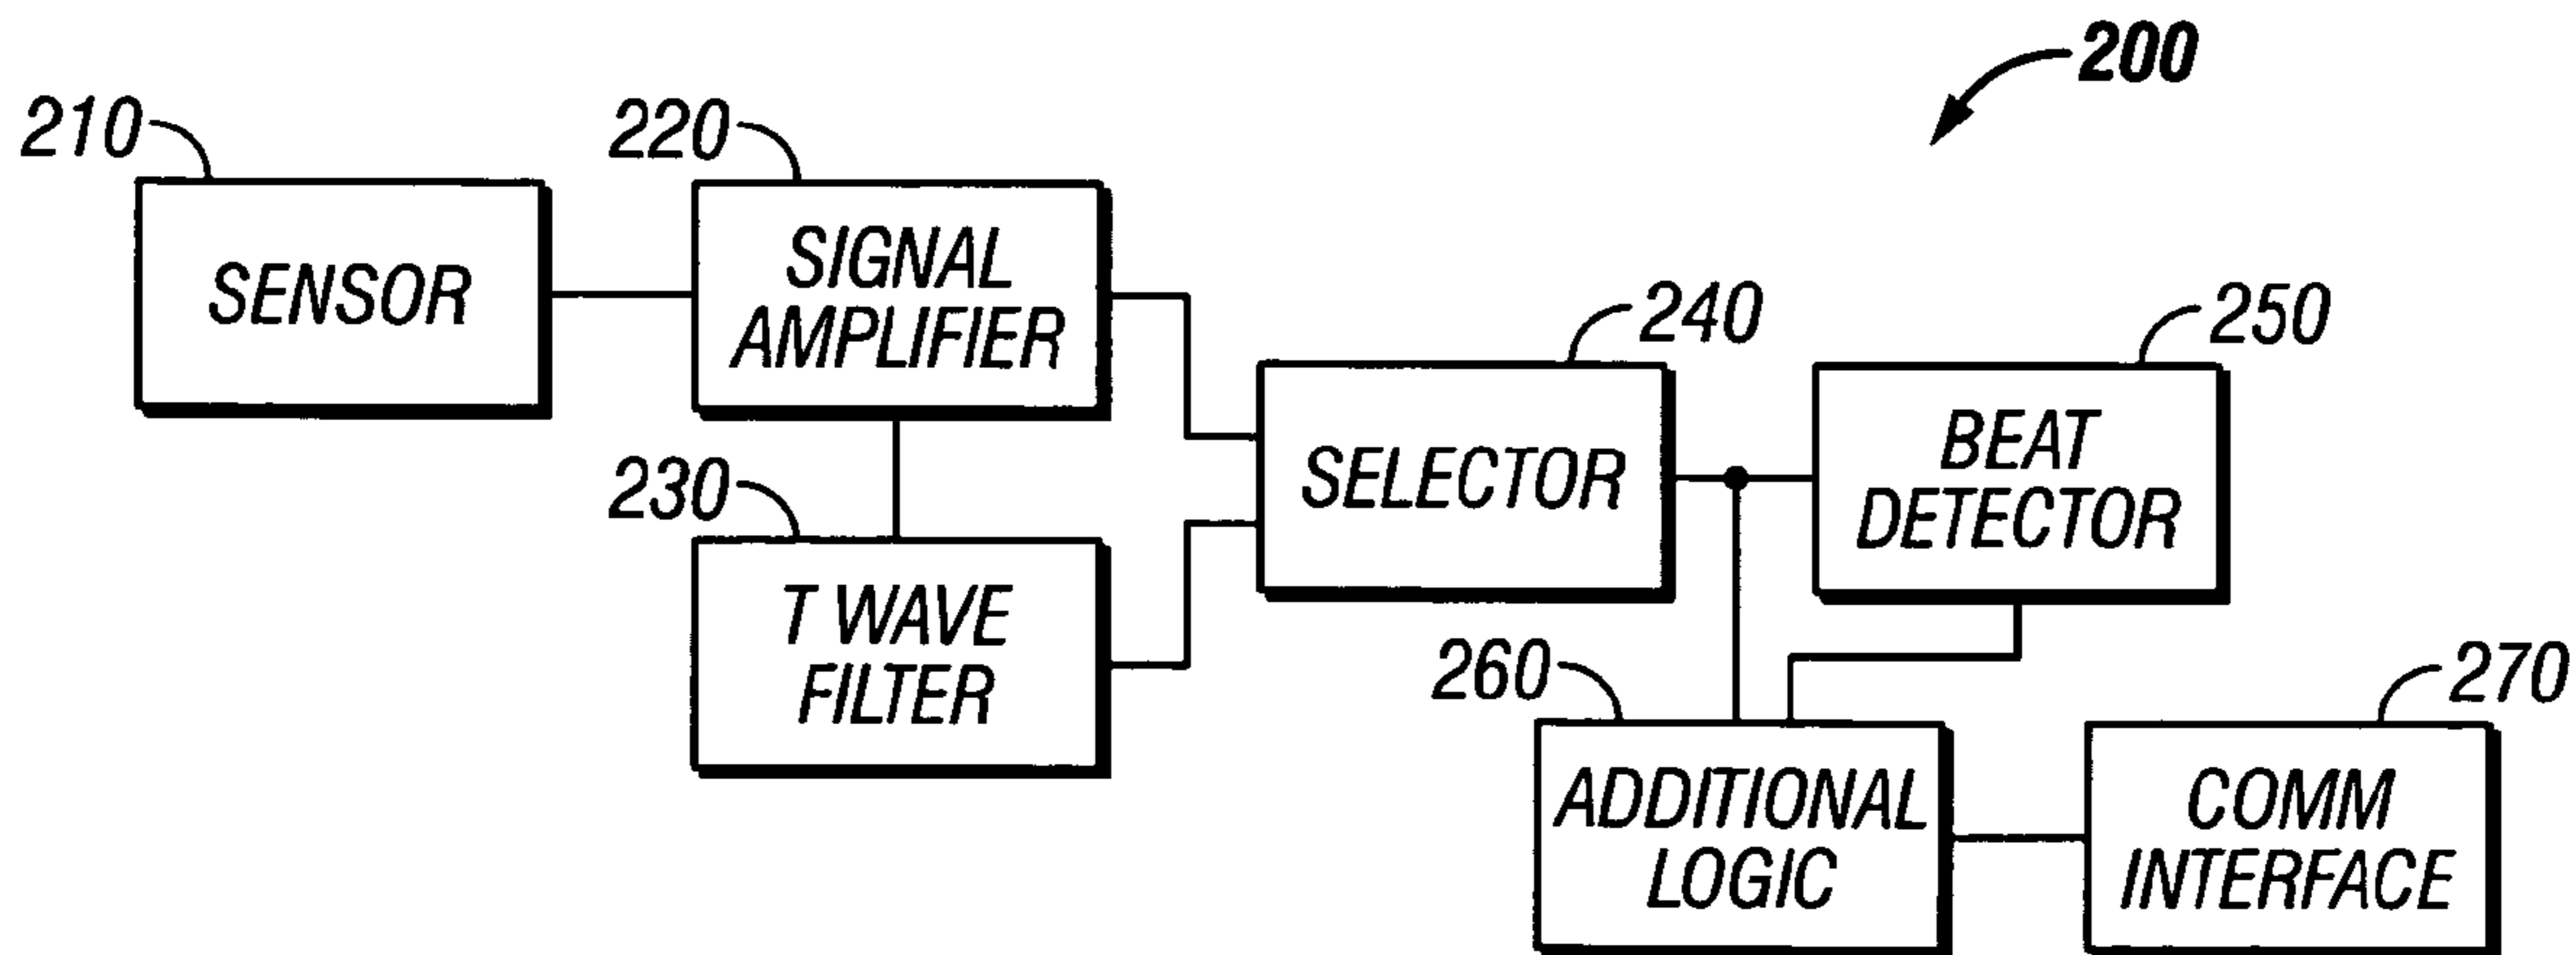 200
210
220
SENSOR
SIGNAL
AMPLIFIER
230
T WAVE
FILTER
240
250
SELECTOR
BEAT
DETECTOR
260
270
ADDITIONAL
LOGIC
COMM
INTERFACE